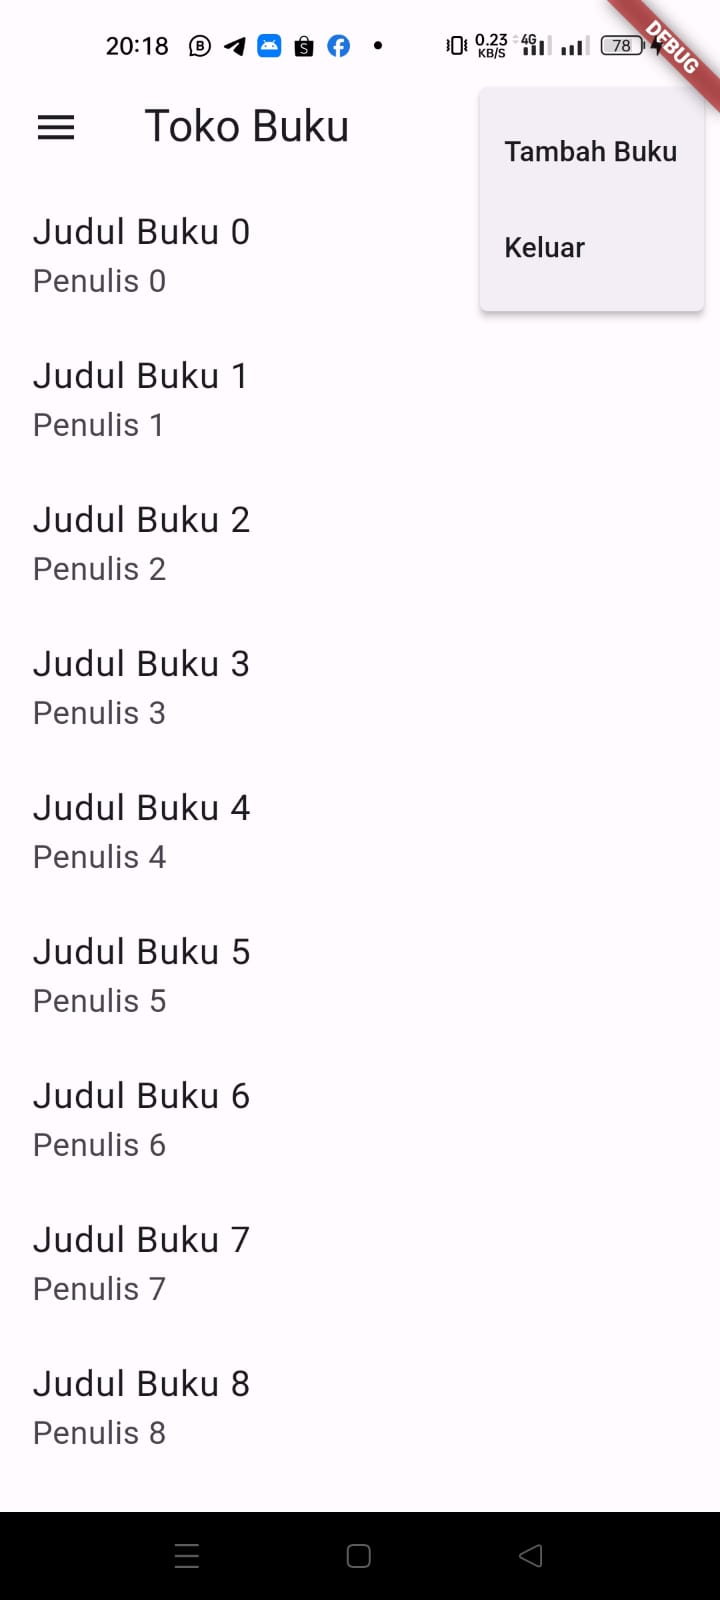 20:18
0.23
KB/S
4G
78
DEBUG
Toko Buku
Tambah Buku
Keluar
Judul Buku 0
Penulis 0
Judul Buku 1
Penulis 1
Judul Buku 2
Penulis 2
Judul Buku 3
Penulis 3
Judul Buku 4
Penulis 4
Judul Buku 5
Penulis 5
Judul Buku 6
Penulis 6
Judul Buku 7
Penulis 7
Judul Buku 8
Penulis 8